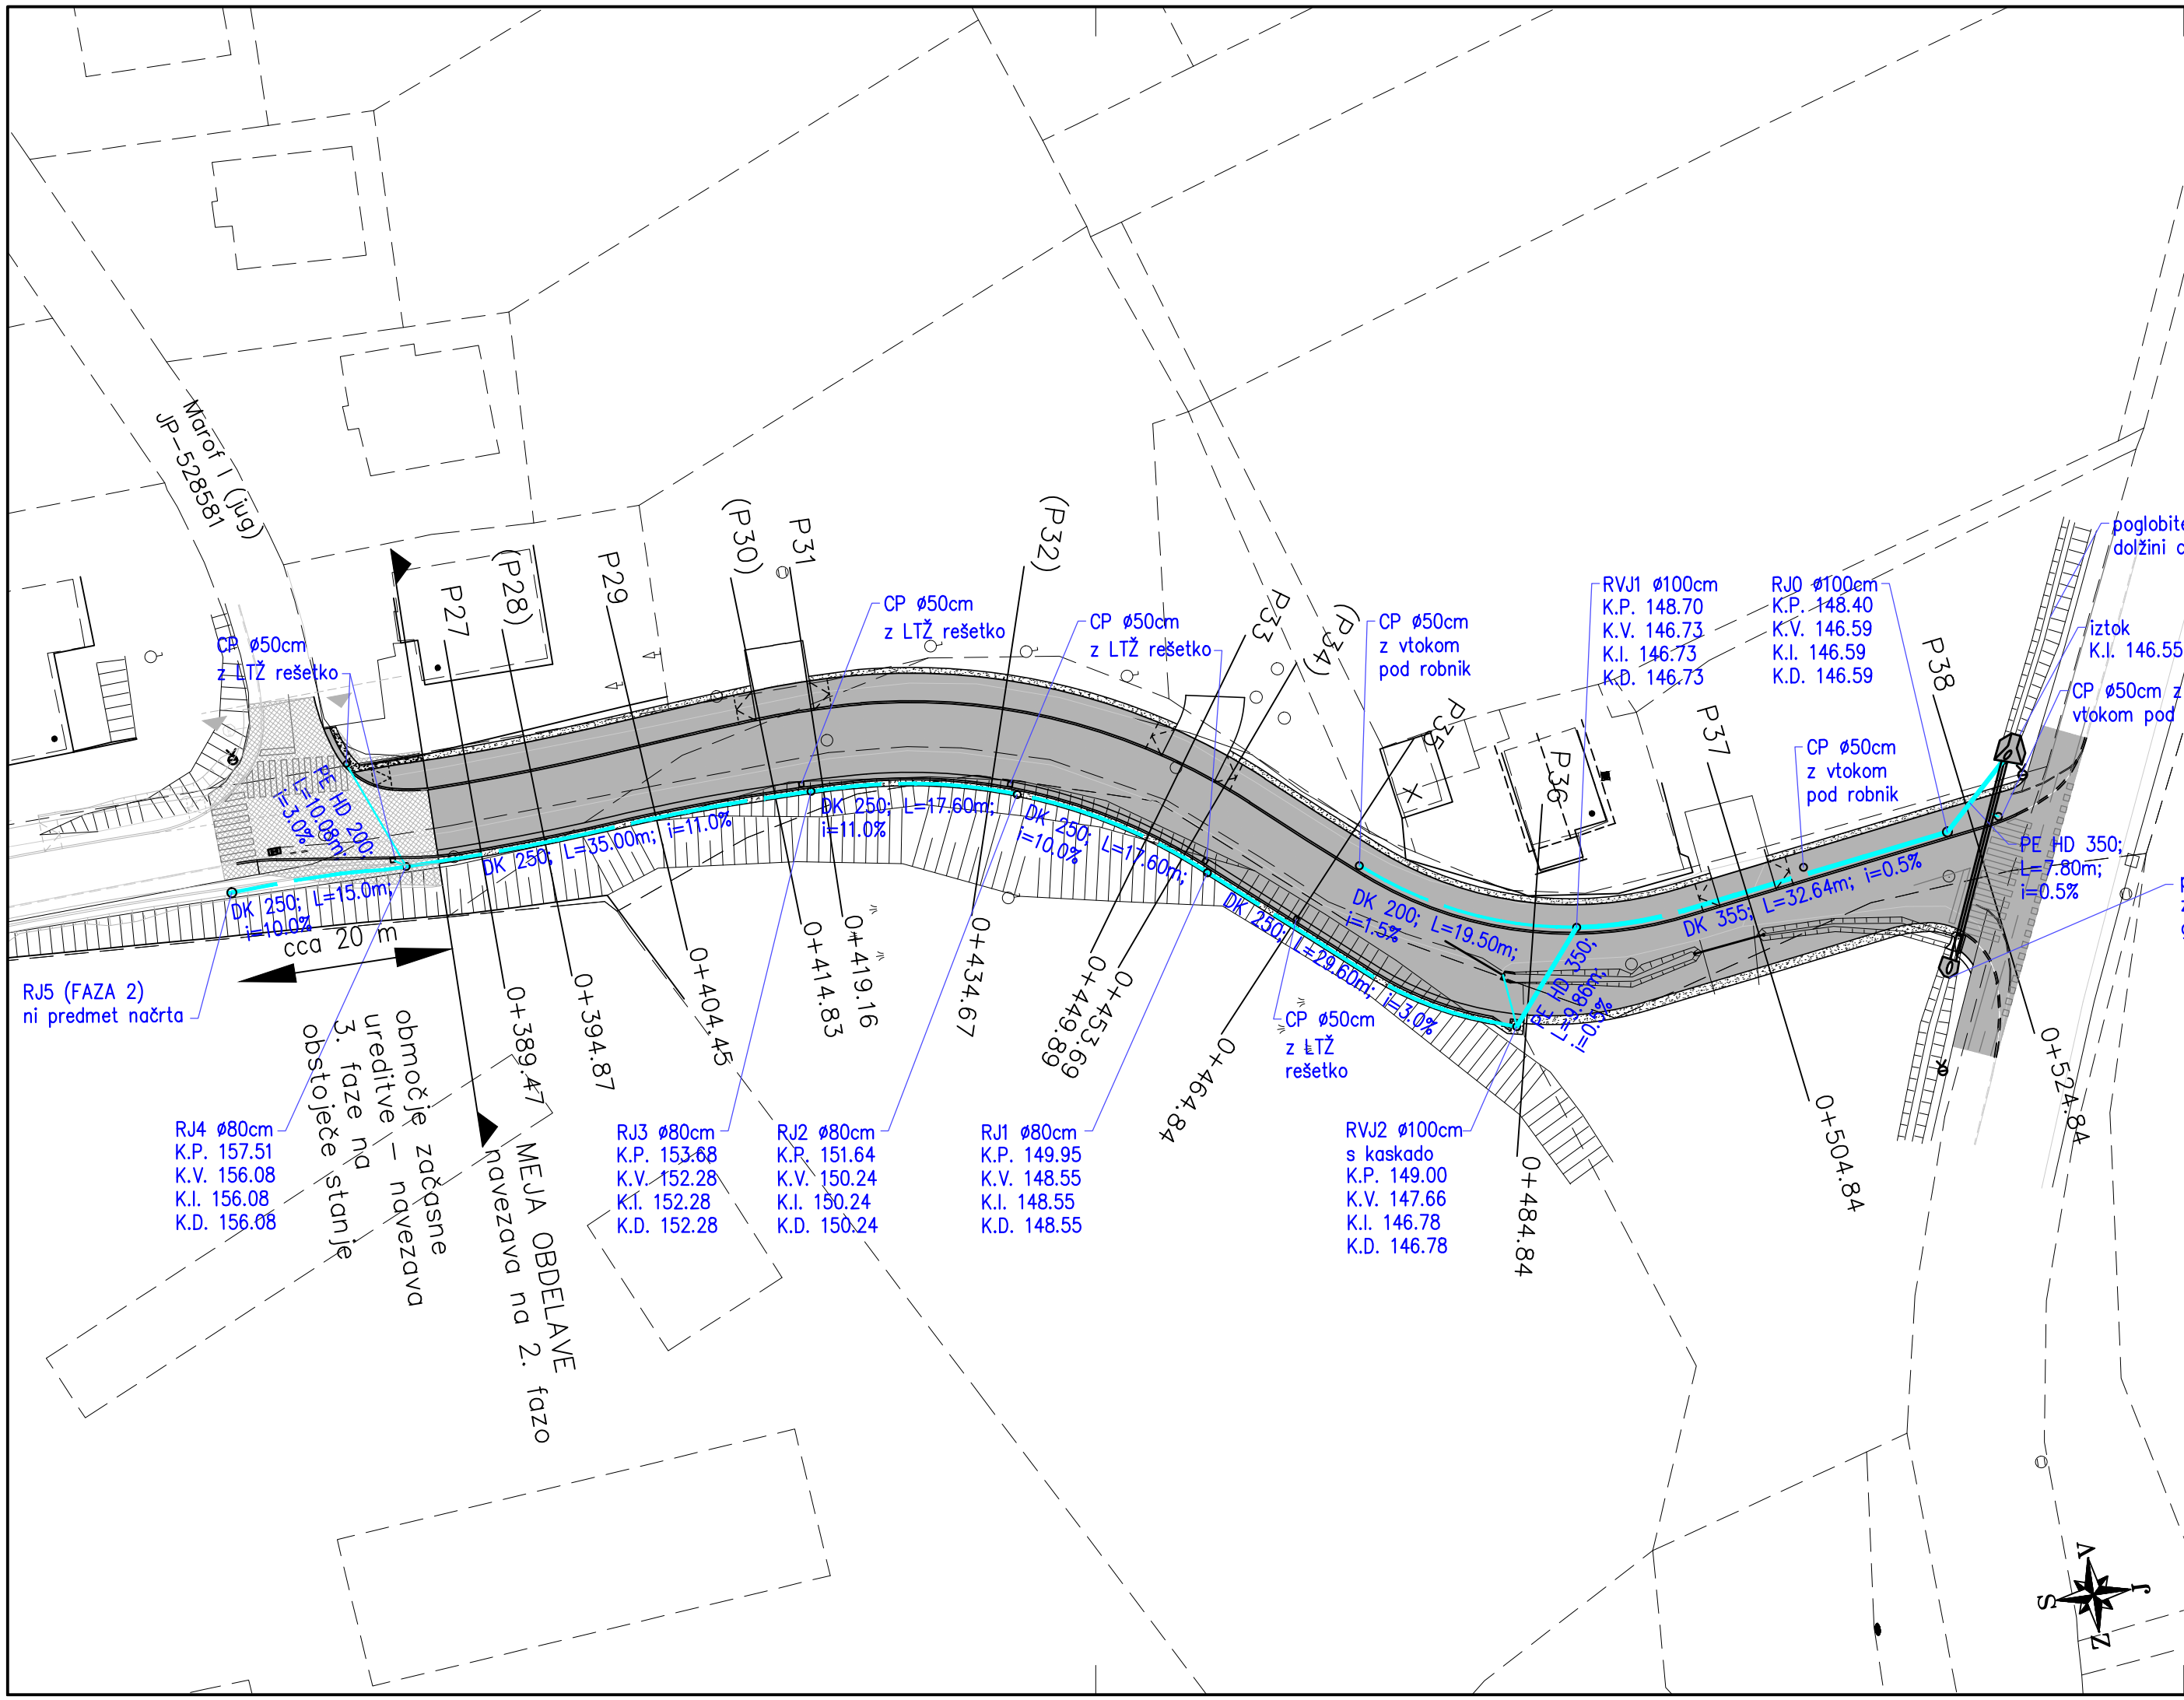 Marof I (jug)
JP-528581
CP ø50cm
z LTŽ rešetko
PE HD 200;
L=10.08m;
i=3.0%
DK 250; L=15.0m;
i=10.0%
cca 20 m
RJ5 (FAZA 2)
ni predmet načrta
RJ4 ø80cm
K.P. 157.51
K.V. 156.08
K.I. 156.08
K.D. 156.08
območje začasne
ureditve – navezava
3. faze na
obstoječe stanje
MEJA OBDELAVE
navezava na 2. fazo
P27
(P28)
P29
(P30)
P31
(P32)
P33
(P34)
P35
P36
P37
P38
0+389.47
0+394.87
0+404.45
0+414.83
0+419.16
0+434.67
0+449.89
0+453.69
0+464.84
0+484.84
0+504.84
0+524.84
DK 250; L=35.00m; i=11.0%
DK 250; L=17.60m;
i=11.0%
DK 250; L=17.60m;
i=10.0%
DK 250; L=29.60m; i=3.0%
DK 200; L=19.50m;
i=1.5%
PE HD 350;
L=9.86m;
i=0.5%
DK 355; L=32.64m; i=0.5%
CP ø50cm
z LTŽ rešetko
CP ø50cm
z LTŽ rešetko
CP ø50cm
z vtokom
pod robnik
CP ø50cm
z LTŽ
rešetko
RJ3 ø80cm
K.P. 153.68
K.V. 152.28
K.I. 152.28
K.D. 152.28
RJ2 ø80cm
K.P. 151.64
K.V. 150.24
K.I. 150.24
K.D. 150.24
RJ1 ø80cm
K.P. 149.95
K.V. 148.55
K.I. 148.55
K.D. 148.55
RVJ2 ø100cm
s kaskado
K.P. 149.00
K.V. 147.66
K.I. 146.78
K.D. 146.78
RVJ1 ø100cm
K.P. 148.70
K.V. 146.73
K.I. 146.73
K.D. 146.73
RJ0 ø100cm
K.P. 148.40
K.V. 146.59
K.I. 146.59
K.D. 146.59
CP ø50cm
z vtokom
pod robnik
poglobite
dolžini
iztok
K.I. 146.55
CP ø50cm z
vtokom pod
PE HD 350;
L=7.80m;
i=0.5%
V
J
S
Z